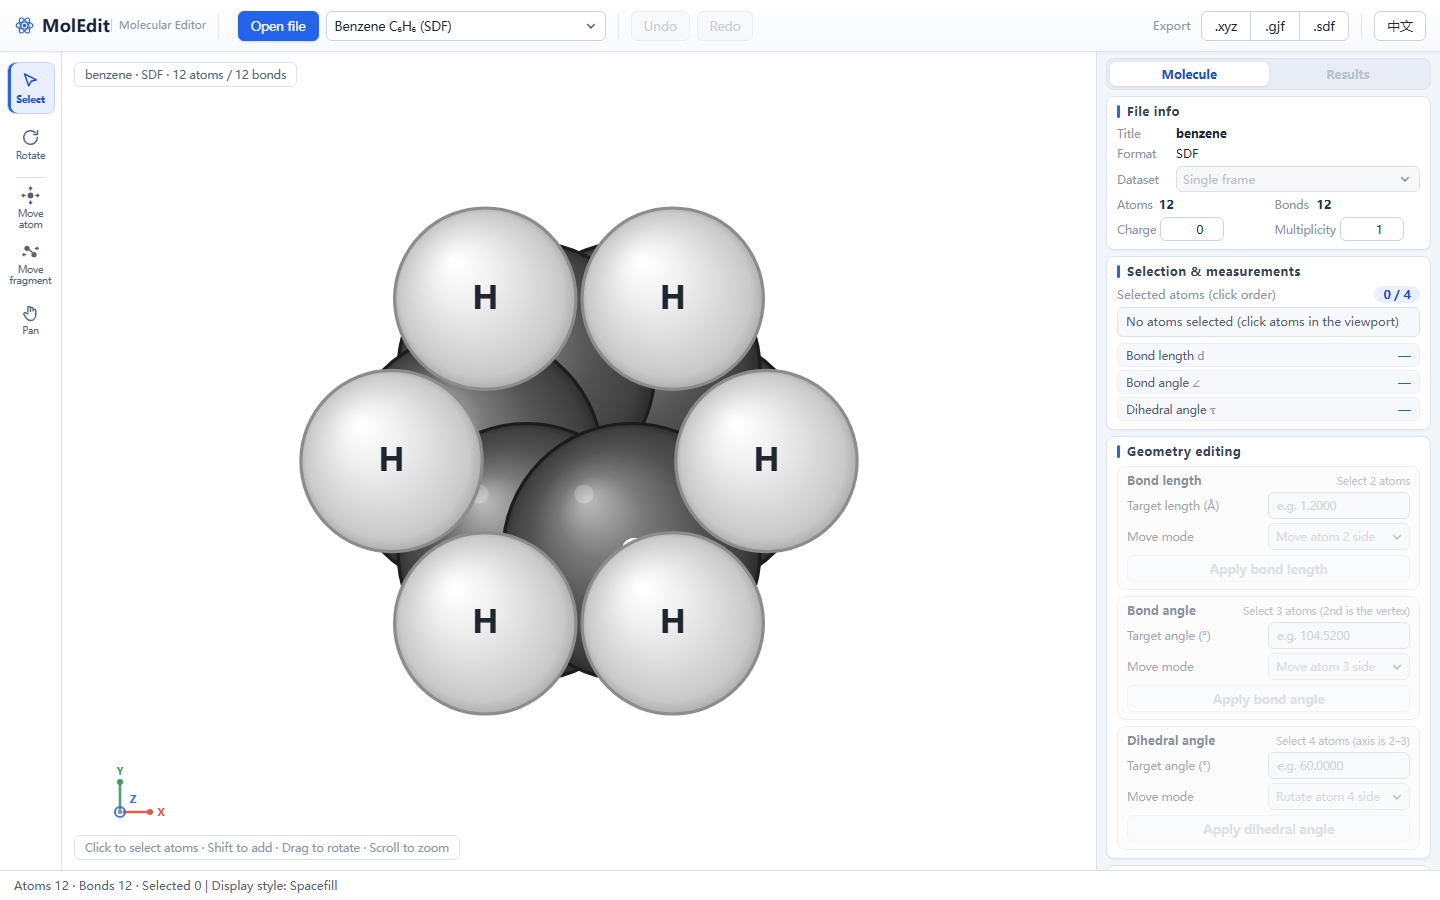 MolEdit Molecular Editor Open file Benzene C₆H₆ (SDF) Undo Redo Export .xyz .gjf .sdf 中文
Select
Rotate
Move
atom
Move
fragment
Pan
benzene · SDF · 12 atoms / 12 bonds
H H
H H
H H
Y
Z
X
Click to select atoms · Shift to add · Drag to rotate · Scroll to zoom
Molecule Results
File info
Title benzene
Format SDF
Dataset Single frame
Atoms 12 Bonds 12
Charge 0 Multiplicity 1
Selection & measurements
Selected atoms (click order) 0 / 4
No atoms selected (click atoms in the viewport)
Bond length d —
Bond angle ∠ —
Dihedral angle τ —
Geometry editing
Bond length Select 2 atoms
Target length (Å) e.g. 1.2000
Move mode Move atom 2 side
Apply bond length
Bond angle Select 3 atoms (2nd is the vertex)
Target angle (°) e.g. 104.5200
Move mode Move atom 3 side
Apply bond angle
Dihedral angle Select 4 atoms (axis is 2–3)
Target angle (°) e.g. 60.0000
Move mode Rotate atom 4 side
Apply dihedral angle
Atoms 12 · Bonds 12 · Selected 0 | Display style: Spacefill